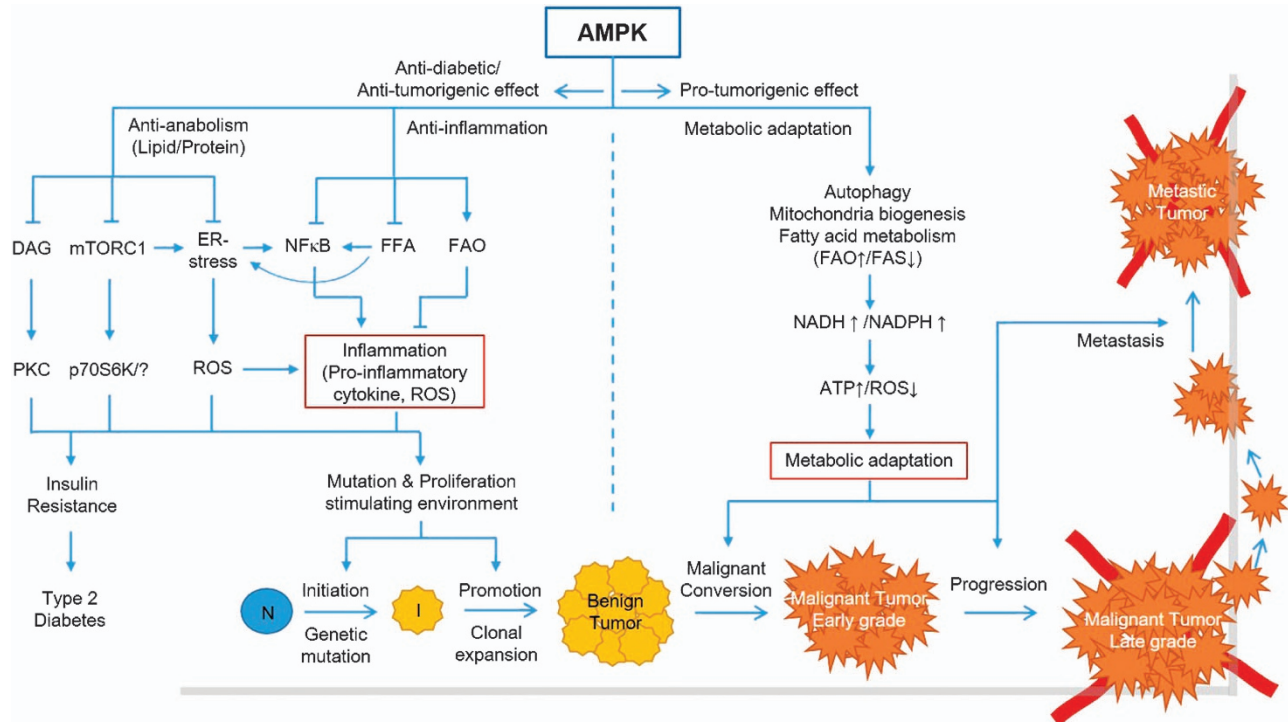 AMPK
Anti-diabetic/
Anti-tumorigenic effect
Pro-tumorigenic effect
Anti-anabolism
(Lipid/Protein)
Anti-inflammation
Metabolic adaptation
DAG
mTORC1
ER-
stress
NFκB
FFA
FAO
Autophagy
Mitochondria biogenesis
Fatty acid metabolism
(FAO↑/FAS↓)
Metastic
Tumor
PKC
p70S6K/?
ROS
Inflammation
(Pro-inflammatory
cytokine, ROS)
NADH ↑ /NADPH ↑
Metastasis
ATP↑/ROS↓
Metabolic adaptation
Insulin
Resistance
Mutation & Proliferation
stimulating environment
Type 2
Diabetes
N
Initiation
Genetic
mutation
I
Promotion
Clonal
expansion
Benign
Tumor
Malignant
Conversion
Malignant Tumor
Early grade
Progression
Malignant Tumor
Late grade